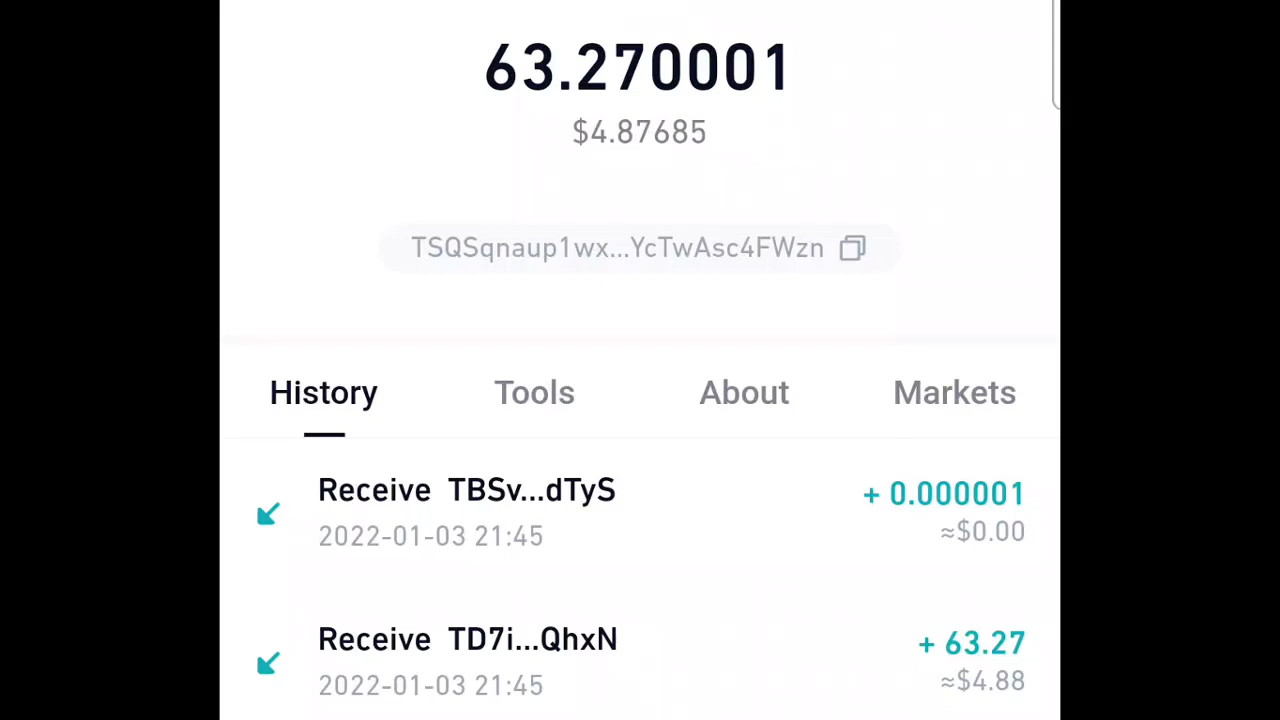 63.270001
$4.87685
TSQSqnaup1wx...YcTwAsc4FWzn
History Tools About Markets
Receive TBSv...dTyS + 0.000001
2022-01-03 21:45 ≈$0.00
Receive TD7i...QhxN + 63.27
2022-01-03 21:45 ≈$4.88